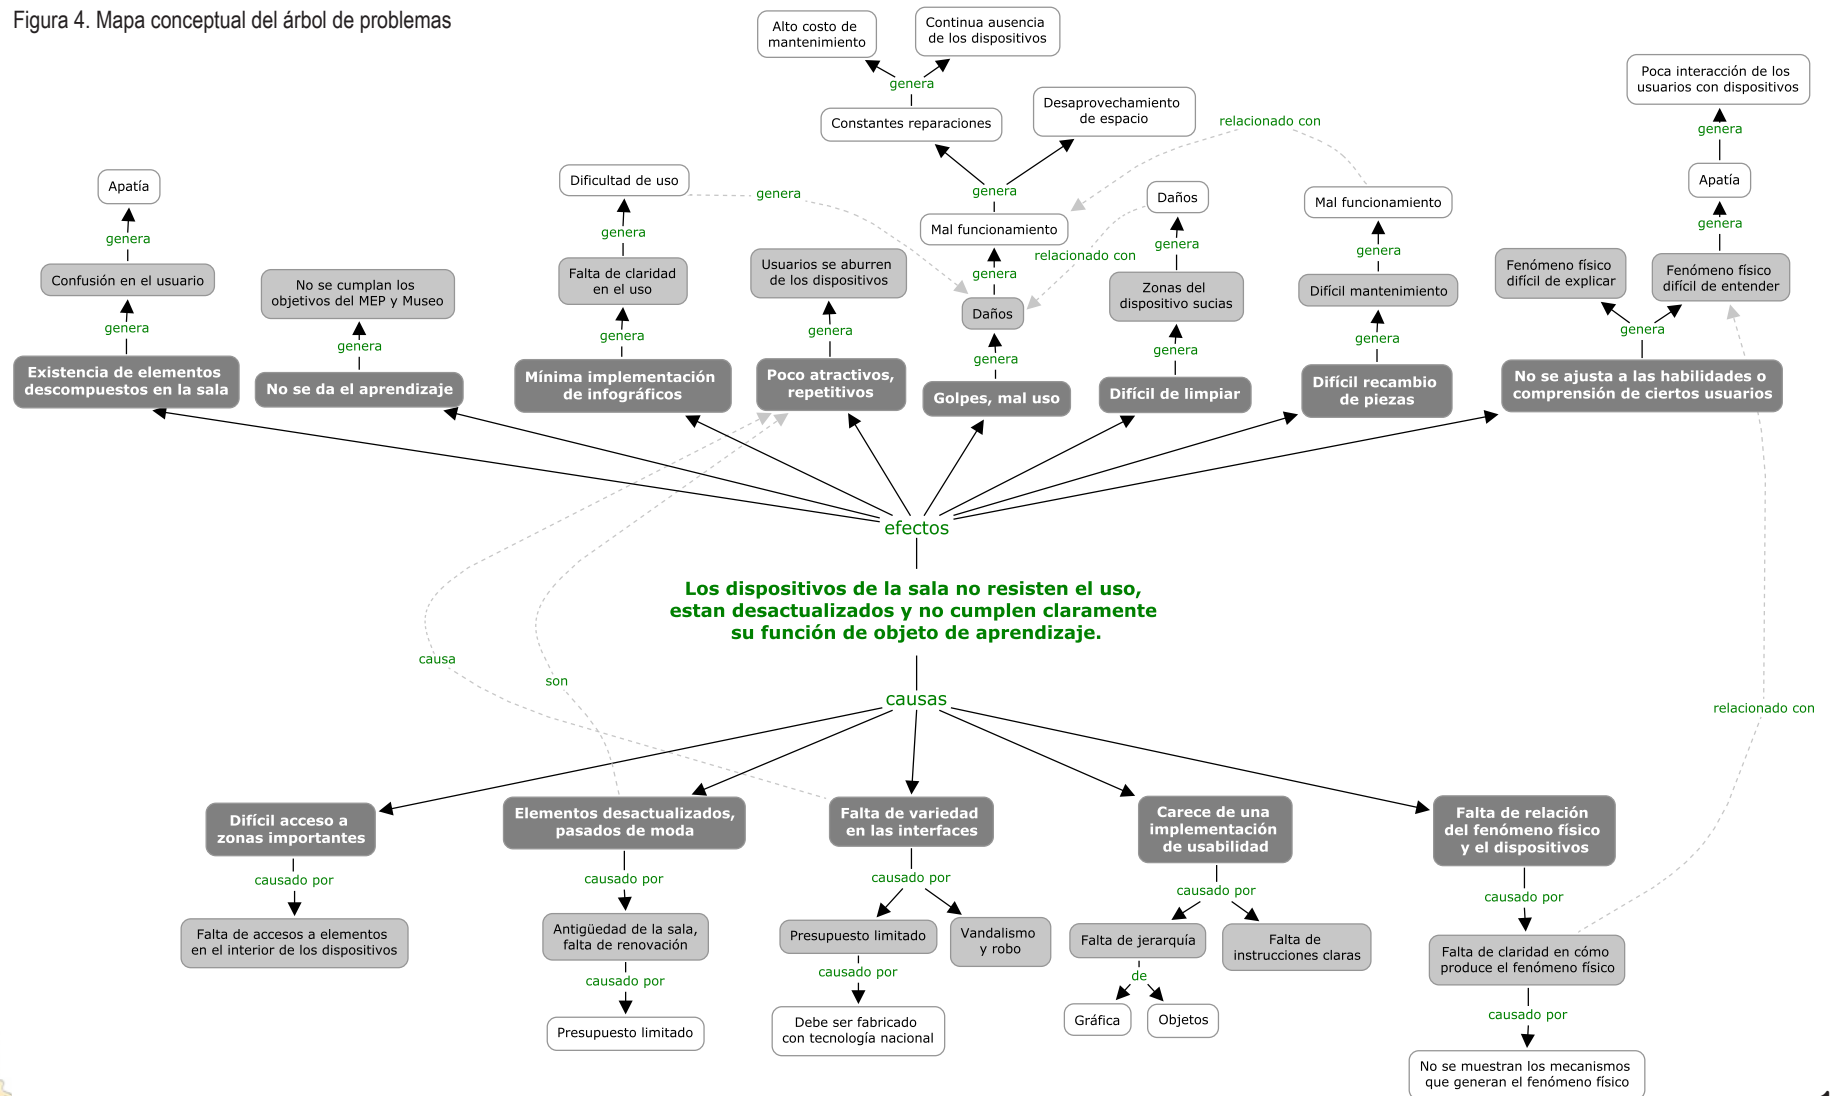 Figura 4. Mapa conceptual del árbol de problemas
Alto costo de
mantenimiento
Continua ausencia
de los dispositivos
genera
Constantes reparaciones
Desaprovechamiento
de espacio
relacionado con
Poca interacción de los
usuarios con dispositivos
genera
Apatía
genera
Apatía
genera
Confusión en el usuario
genera
Existencia de elementos
descompuestos en la sala
No se cumplan los
objetivos del MEP y Museo
genera
No se da el aprendizaje
Dificultad de uso
genera
genera
Falta de claridad
en el uso
genera
Mínima implementación
de infográficos
Usuarios se aburren
de los dispositivos
genera
Poco atractivos,
repetitivos
genera
Mal funcionamiento
genera
relacionado con
Daños
genera
Golpes, mal uso
Daños
genera
Zonas del
dispositivo sucias
genera
Difícil de limpiar
Mal funcionamiento
genera
Difícil mantenimiento
genera
Difícil recambio
de piezas
Fenómeno físico
difícil de explicar
Fenómeno físico
difícil de entender
genera
No se ajusta a las habilidades o
comprensión de ciertos usuarios
efectos
Los dispositivos de la sala no resisten el uso,
estan desactualizados y no cumplen claramente
su función de objeto de aprendizaje.
causa
son
causas
relacionado con
Difícil acceso a
zonas importantes
causado por
Falta de accesos a elementos
en el interior de los dispositivos
Elementos desactualizados,
pasados de moda
causado por
Antigüedad de la sala,
falta de renovación
causado por
Presupuesto limitado
Falta de variedad
en las interfaces
causado por
Presupuesto limitado
Vandalismo
y robo
causado por
Debe ser fabricado
con tecnología nacional
Carece de una
implementación
de usabilidad
causado por
Falta de jerarquía
Falta de
instrucciones claras
de
Gráfica
Objetos
Falta de relación
del fenómeno físico
y el dispositivos
causado por
Falta de claridad en cómo
produce el fenómeno físico
causado por
No se muestran los mecanismos
que generan el fenómeno físico